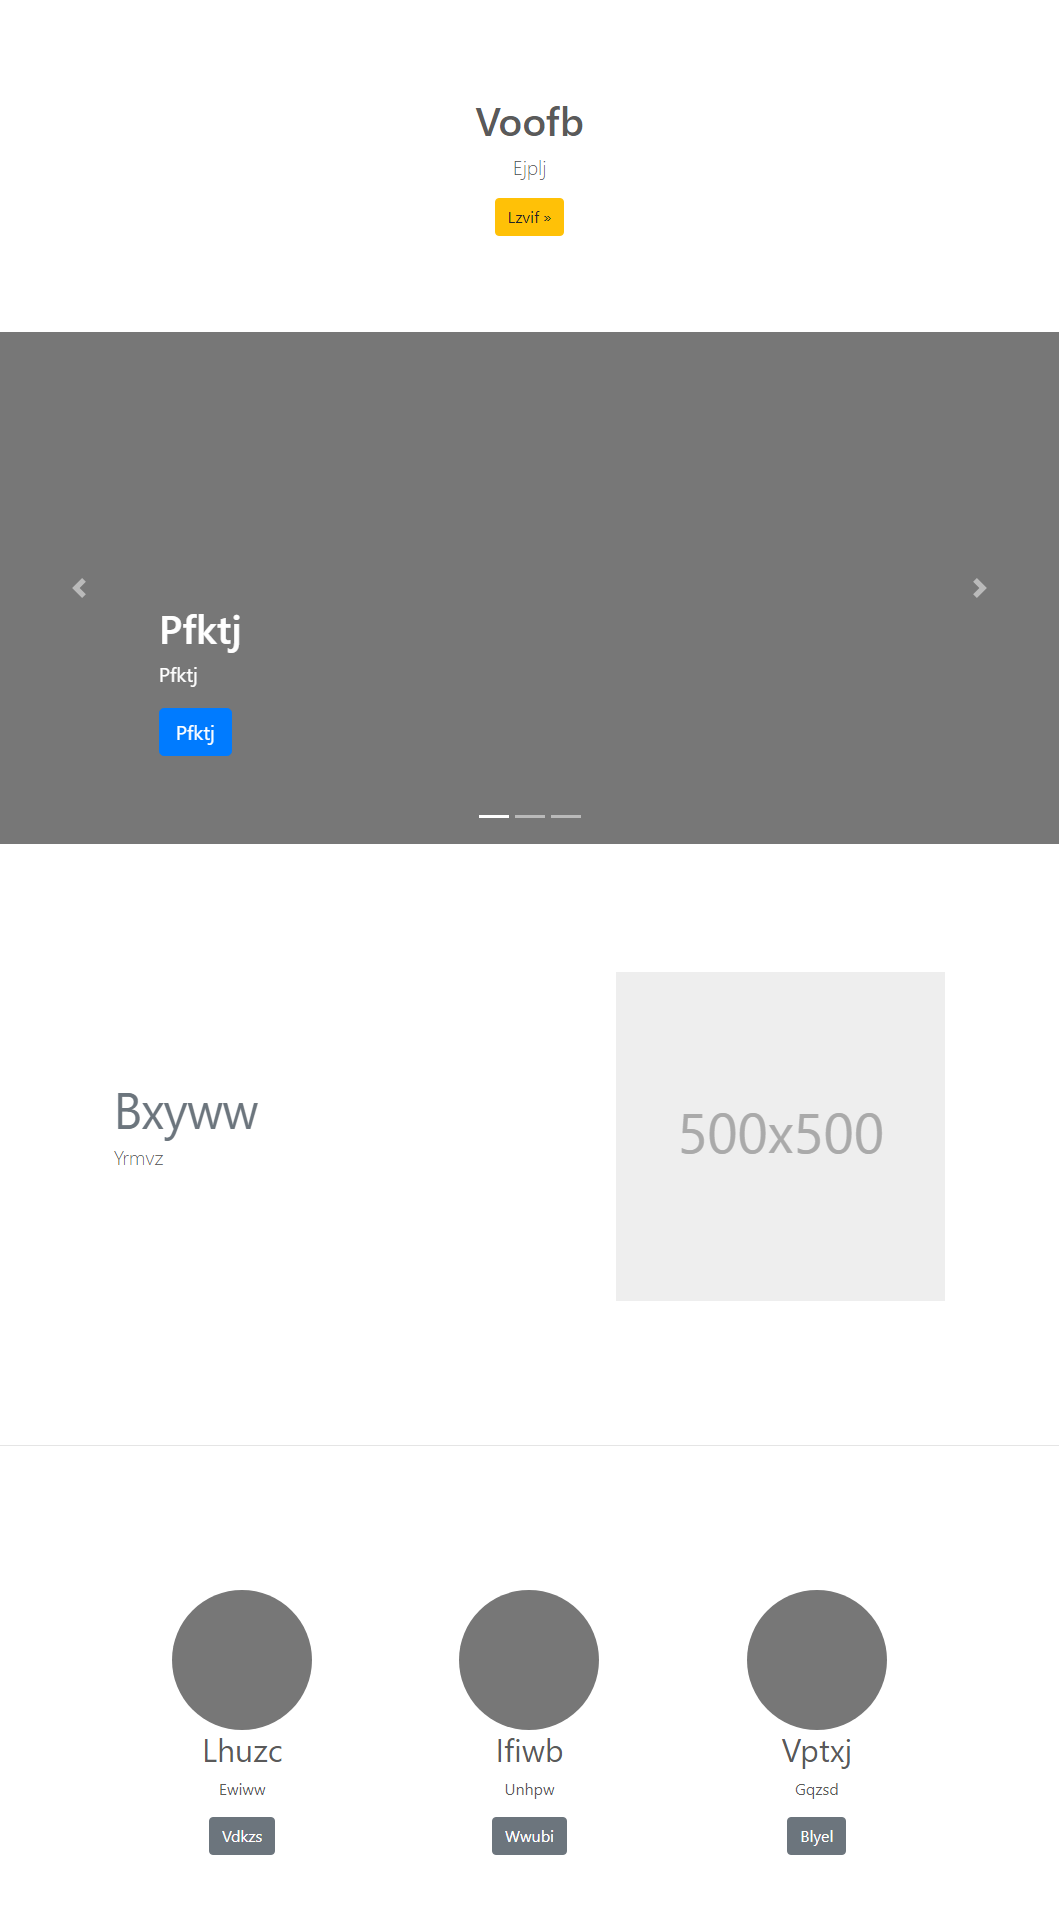 Voofb
Ejplj
Lzvif »
Pfktj
Pfktj
Pfktj
Bxyww
Yrmvz
500x500
Lhuzc
Ewiww
Vdkzs
Ifiwb
Unhpw
Wwubi
Vptxj
Gqzsd
Blyel